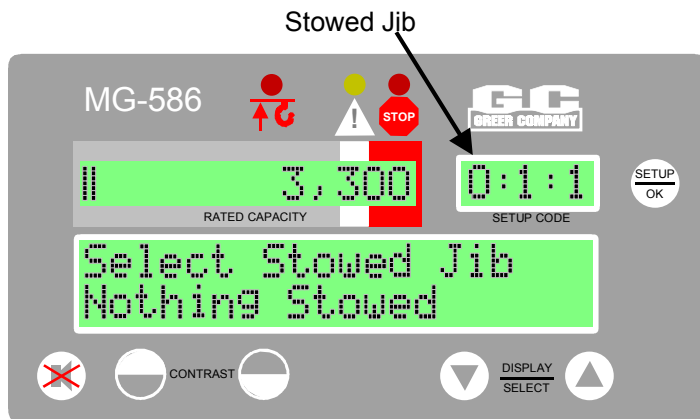 Stowed Jib
MG-586
!
STOP
GC
GREER COMPANY
|| 3,300
RATED CAPACITY
0:1:1
SETUP CODE
SETUP
OK
Select Stowed Jib
Nothing Stowed
CONTRAST
DISPLAY
SELECT